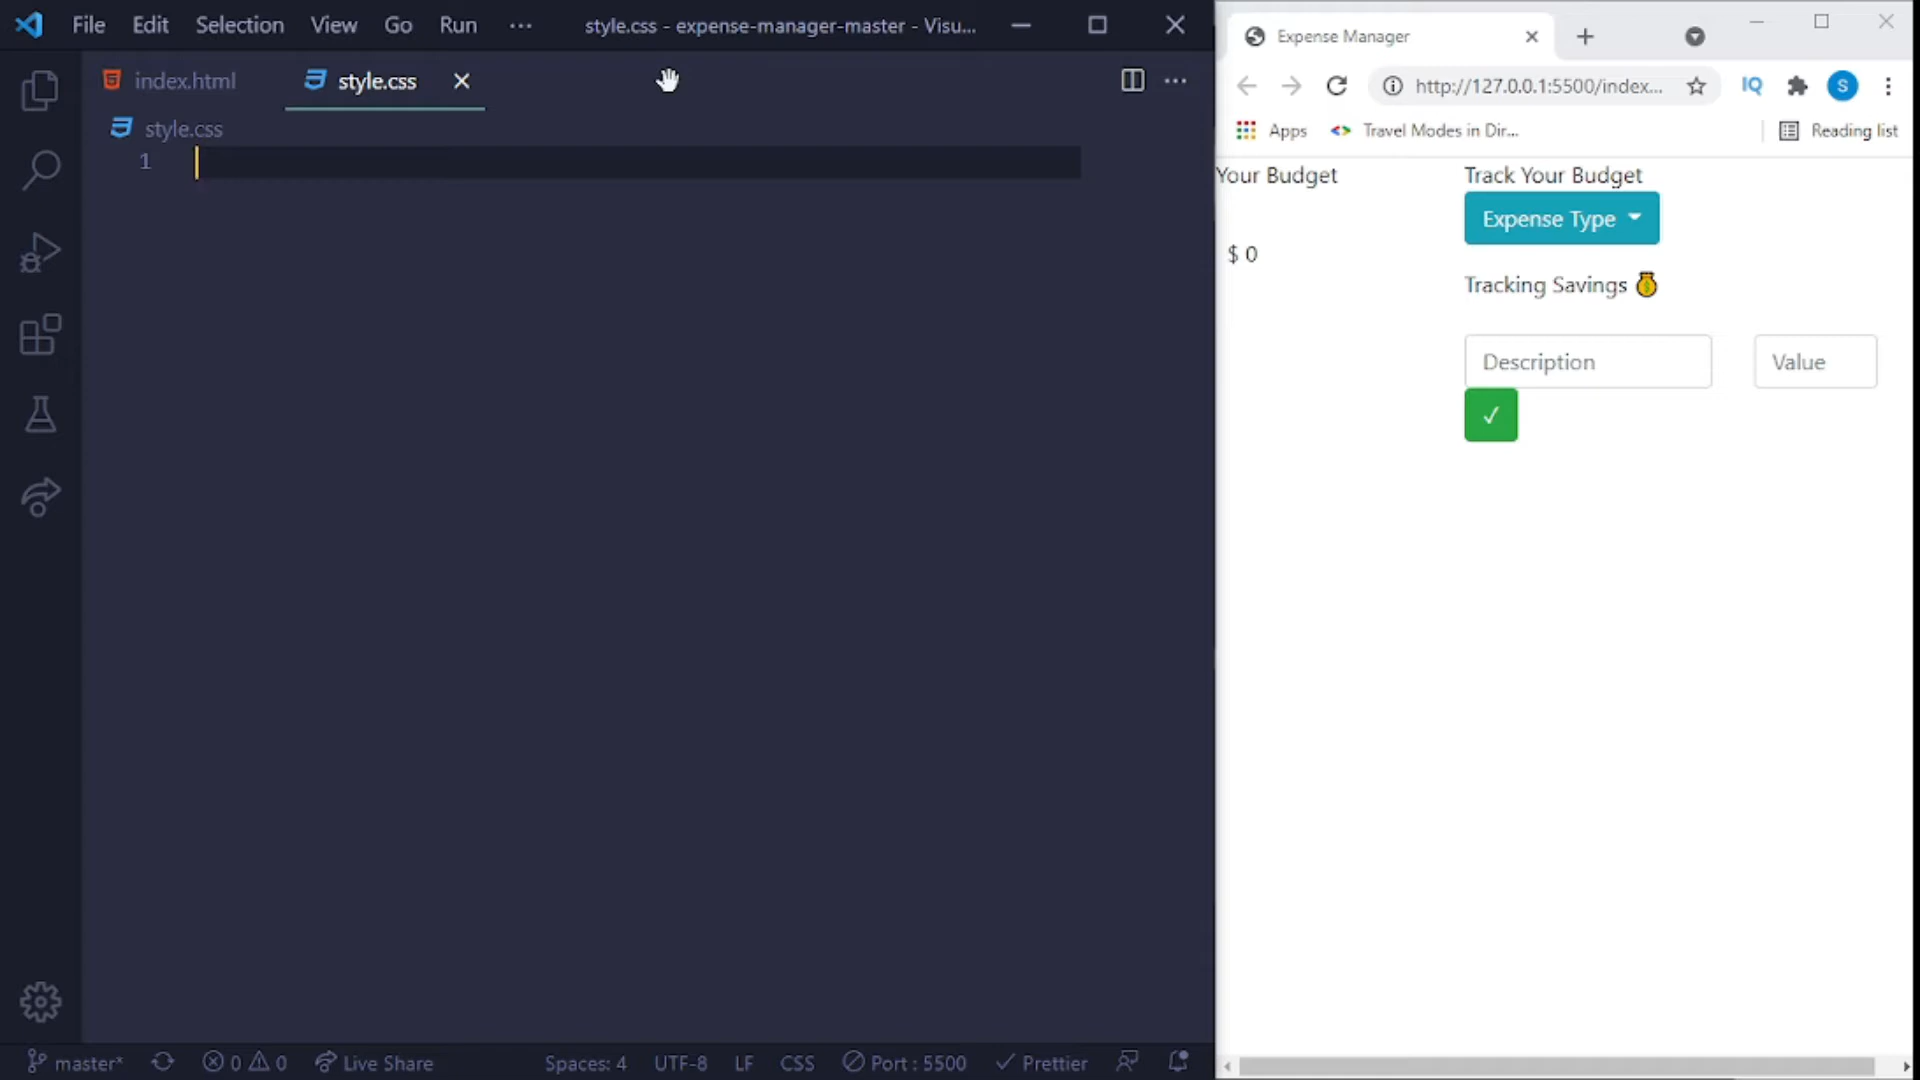 File Edit Selection View Go Run ··· style.css - expense-manager-master - Visu...
index.html style.css
style.css
1
master* 0 0 Live Share Spaces: 4 UTF-8 LF CSS Port : 5500 Prettier
Expense Manager
http://127.0.0.1:5500/index... IQ S
Apps Travel Modes in Dir... Reading list
Your Budget
$ 0
Track Your Budget
Expense Type
Tracking Savings
Description Value
✓